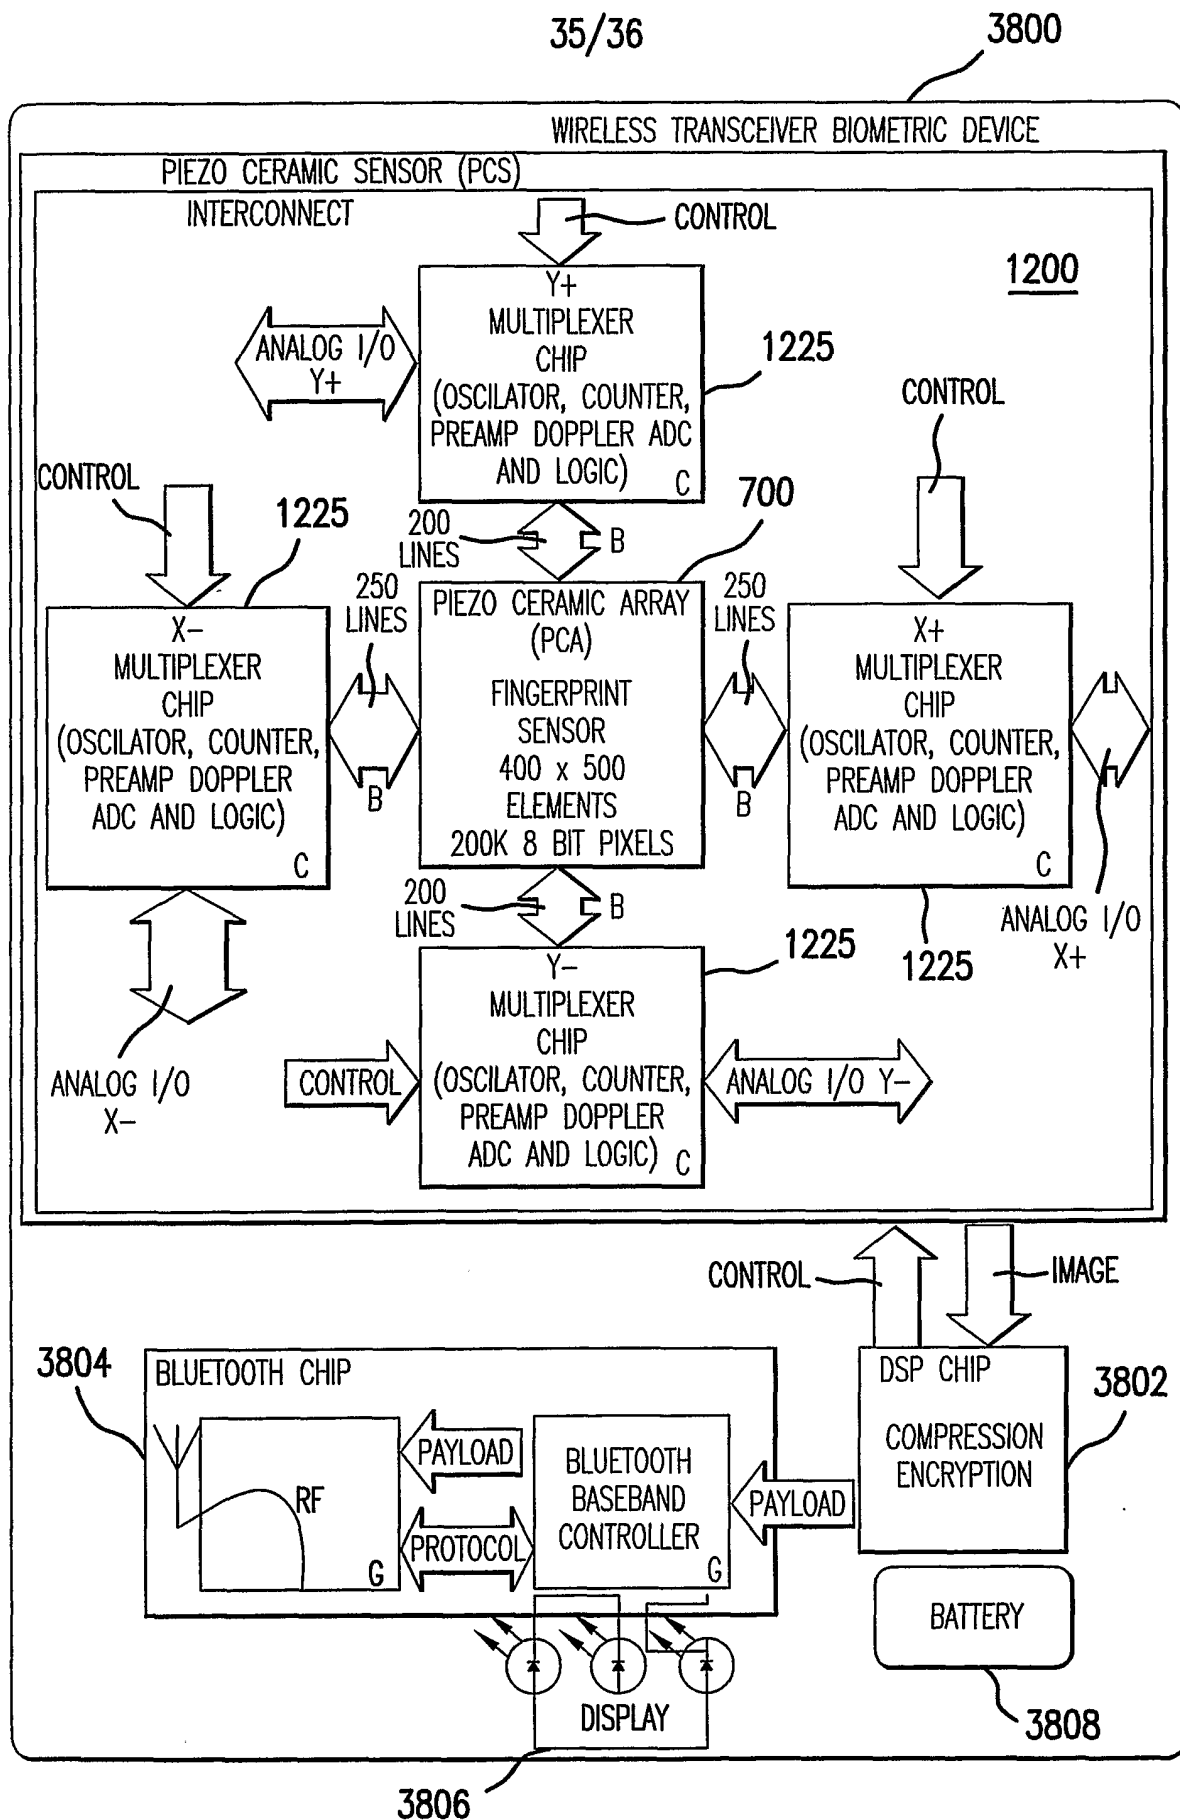 35/36
3800
WIRELESS TRANSCEIVER BIOMETRIC DEVICE
PIEZO CERAMIC SENSOR (PCS)
INTERCONNECT
CONTROL
1200
Y+
MULTIPLEXER
CHIP
(OSCILATOR, COUNTER,
PREAMP DOPPLER ADC
AND LOGIC)
C
ANALOG I/O
Y+
1225
CONTROL
CONTROL
1225
200
LINES
B
700
250
LINES
250
LINES
X-
MULTIPLEXER
CHIP
(OSCILATOR, COUNTER,
PREAMP DOPPLER
ADC AND LOGIC)
C
B
PIEZO CERAMIC ARRAY
(PCA)
FINGERPRINT
SENSOR
400 x 500
ELEMENTS
200K 8 BIT PIXELS
B
X+
MULTIPLEXER
CHIP
(OSCILATOR, COUNTER,
PREAMP DOPPLER
ADC AND LOGIC)
C
200
LINES
B
1225
1225
ANALOG I/O
X+
ANALOG I/O
X-
CONTROL
Y-
MULTIPLEXER
CHIP
(OSCILATOR, COUNTER,
PREAMP DOPPLER
ADC AND LOGIC)
C
ANALOG I/O Y-
CONTROL
IMAGE
3804
BLUETOOTH CHIP
DSP CHIP
COMPRESSION
ENCRYPTION
3802
RF
G
PAYLOAD
PROTOCOL
BLUETOOTH
BASEBAND
CONTROLLER
G
PAYLOAD
BATTERY
DISPLAY
3808
3806